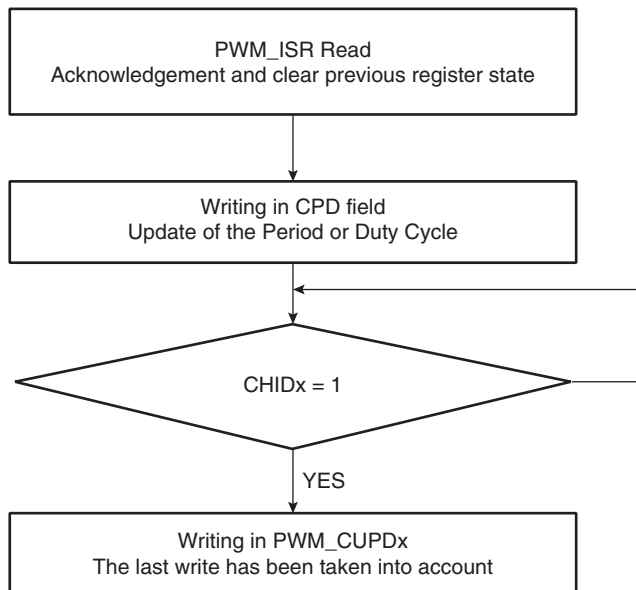 PWM_ISR Read
Acknowledgement and clear previous register state
Writing in CPD field
Update of the Period or Duty Cycle
CHIDx = 1
YES
Writing in PWM_CUPDx
The last write has been taken into account